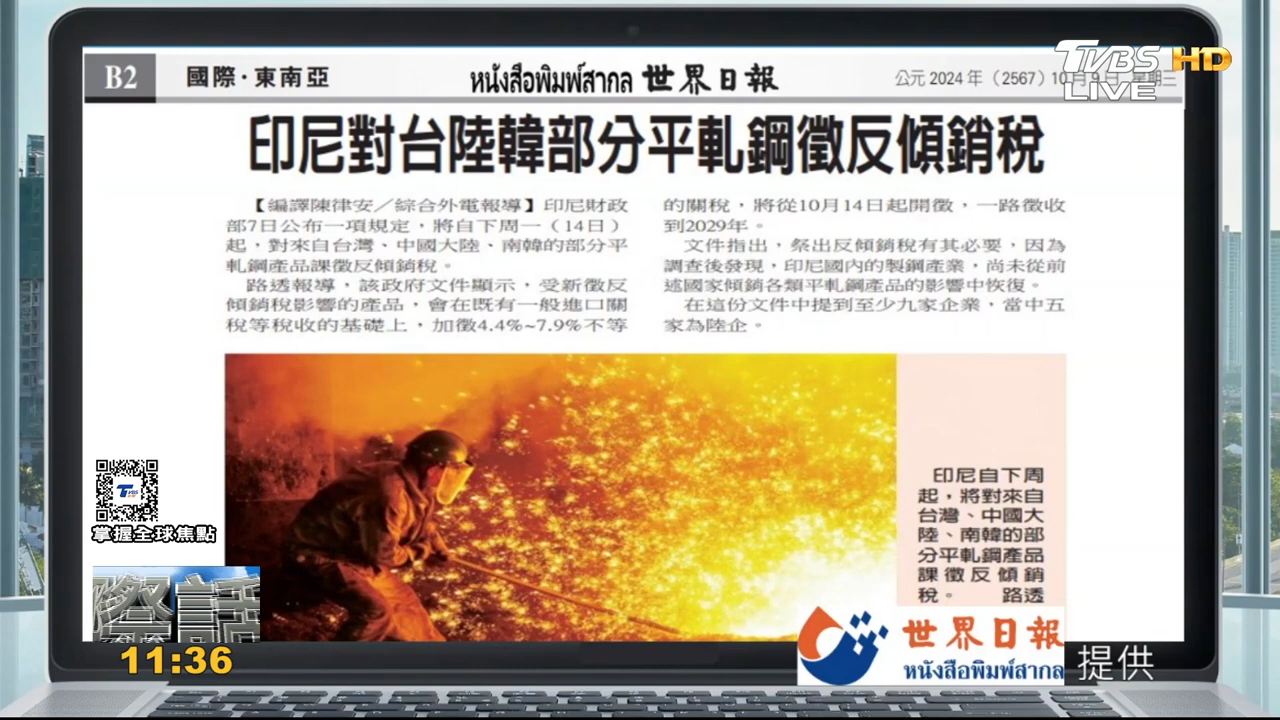 TVBS HD
LIVE
B2
國際·東南亞
หนังสือพิมพ์สากล 世界日報
公元 2024 年 （2567）10月 9 日 星期三
印尼對台陸韓部分平軋鋼徵反傾銷稅
【編譯陳律安／綜合外電報導】印尼財政
部7日公布一項規定，將自下周一（14日）
起，對來自台灣、中國大陸、南韓的部分平
軋鋼產品課徵反傾銷稅。
路透報導，該政府文件顯示，受新徵反
傾銷稅影響的產品，會在既有一般進口關
稅等稅收的基礎上，加徵4.4%~7.9%不等
的關稅，將從10月14日起開徵，一路徵收
到2029年。
文件指出，祭出反傾銷稅有其必要，因為
調查後發現，印尼國內的製鋼產業，尚未從前
述國家傾銷各類平軋鋼產品的影響中恢復。
在這份文件中提到至少九家企業，當中五
家為陸企。
印尼自下周
起，將對來自
台灣、中國大
陸、南韓的部
分平軋鋼產品
課徵反傾銷
稅。 路透
TVBS
掌握全球焦點
11:36
世界日報
หนังสือพิมพ์สากล
提供